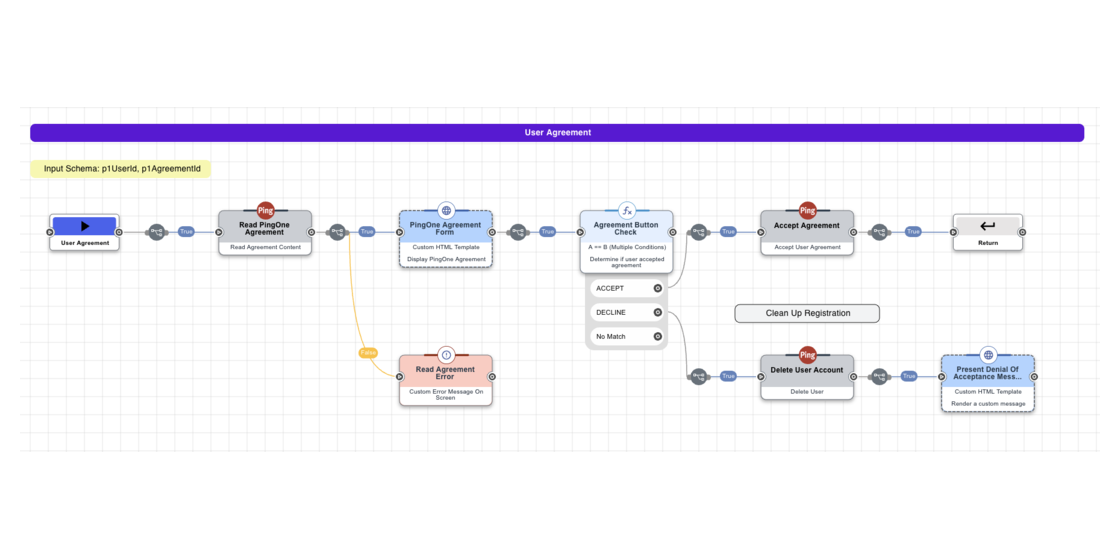 User Agreement
Input Schema: p1UserId, p1AgreementId
User Agreement
True
Ping
Read PingOne
Agreement
Read Agreement Content
True
PingOne Agreement
Form
Custom HTML Template
Display PingOne Agreement
True
Agreement Button
Check
A == B (Multiple Conditions)
Determine if user accepted
agreement
ACCEPT
DECLINE
No Match
True
Ping
Accept Agreement
Accept User Agreement
True
Return
False
Read Agreement
Error
Custom Error Message On
Screen
Clean Up Registration
True
Ping
Delete User Account
Delete User
True
Present Denial Of
Acceptance Mess...
Custom HTML Template
Render a custom message